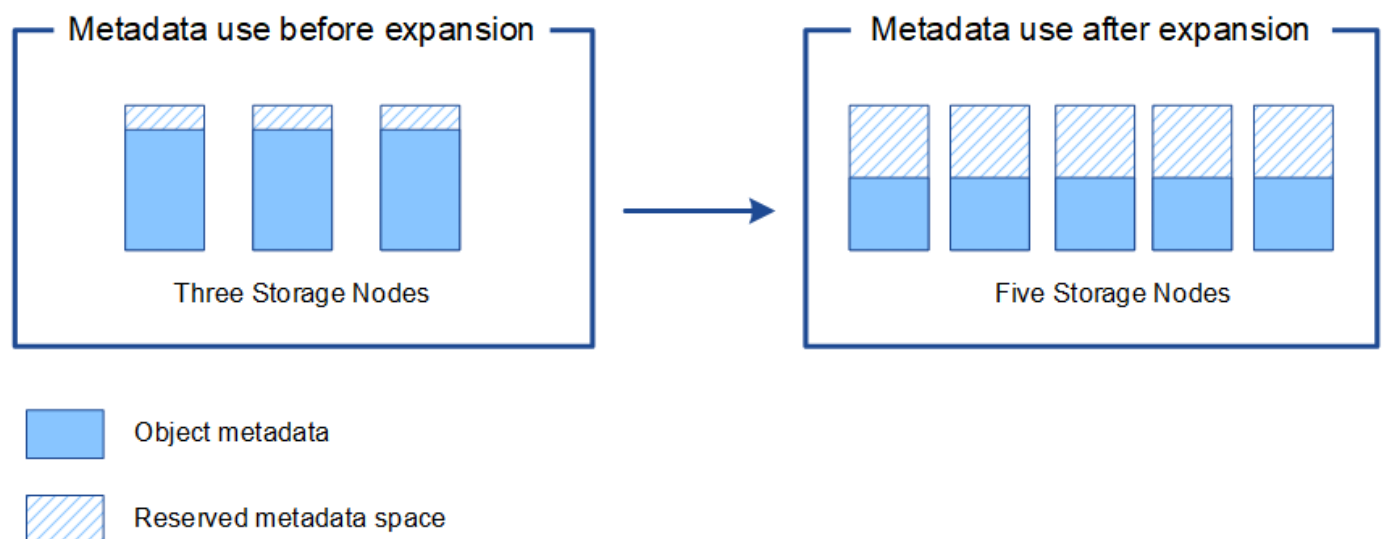 Metadata use before expansion
Metadata use after expansion
Three Storage Nodes
Five Storage Nodes
Object metadata
Reserved metadata space